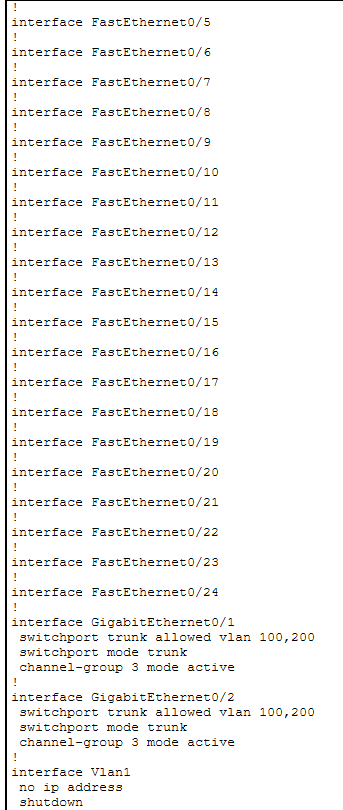 !
interface FastEthernet0/5
!
interface FastEthernet0/6
!
interface FastEthernet0/7
!
interface FastEthernet0/8
!
interface FastEthernet0/9
!
interface FastEthernet0/10
!
interface FastEthernet0/11
!
interface FastEthernet0/12
!
interface FastEthernet0/13
!
interface FastEthernet0/14
!
interface FastEthernet0/15
!
interface FastEthernet0/16
!
interface FastEthernet0/17
!
interface FastEthernet0/18
!
interface FastEthernet0/19
!
interface FastEthernet0/20
!
interface FastEthernet0/21
!
interface FastEthernet0/22
!
interface FastEthernet0/23
!
interface FastEthernet0/24
!
interface GigabitEthernet0/1
 switchport trunk allowed vlan 100,200
 switchport mode trunk
 channel-group 3 mode active
!
interface GigabitEthernet0/2
 switchport trunk allowed vlan 100,200
 switchport mode trunk
 channel-group 3 mode active
!
interface Vlan1
 no ip address
 shutdown